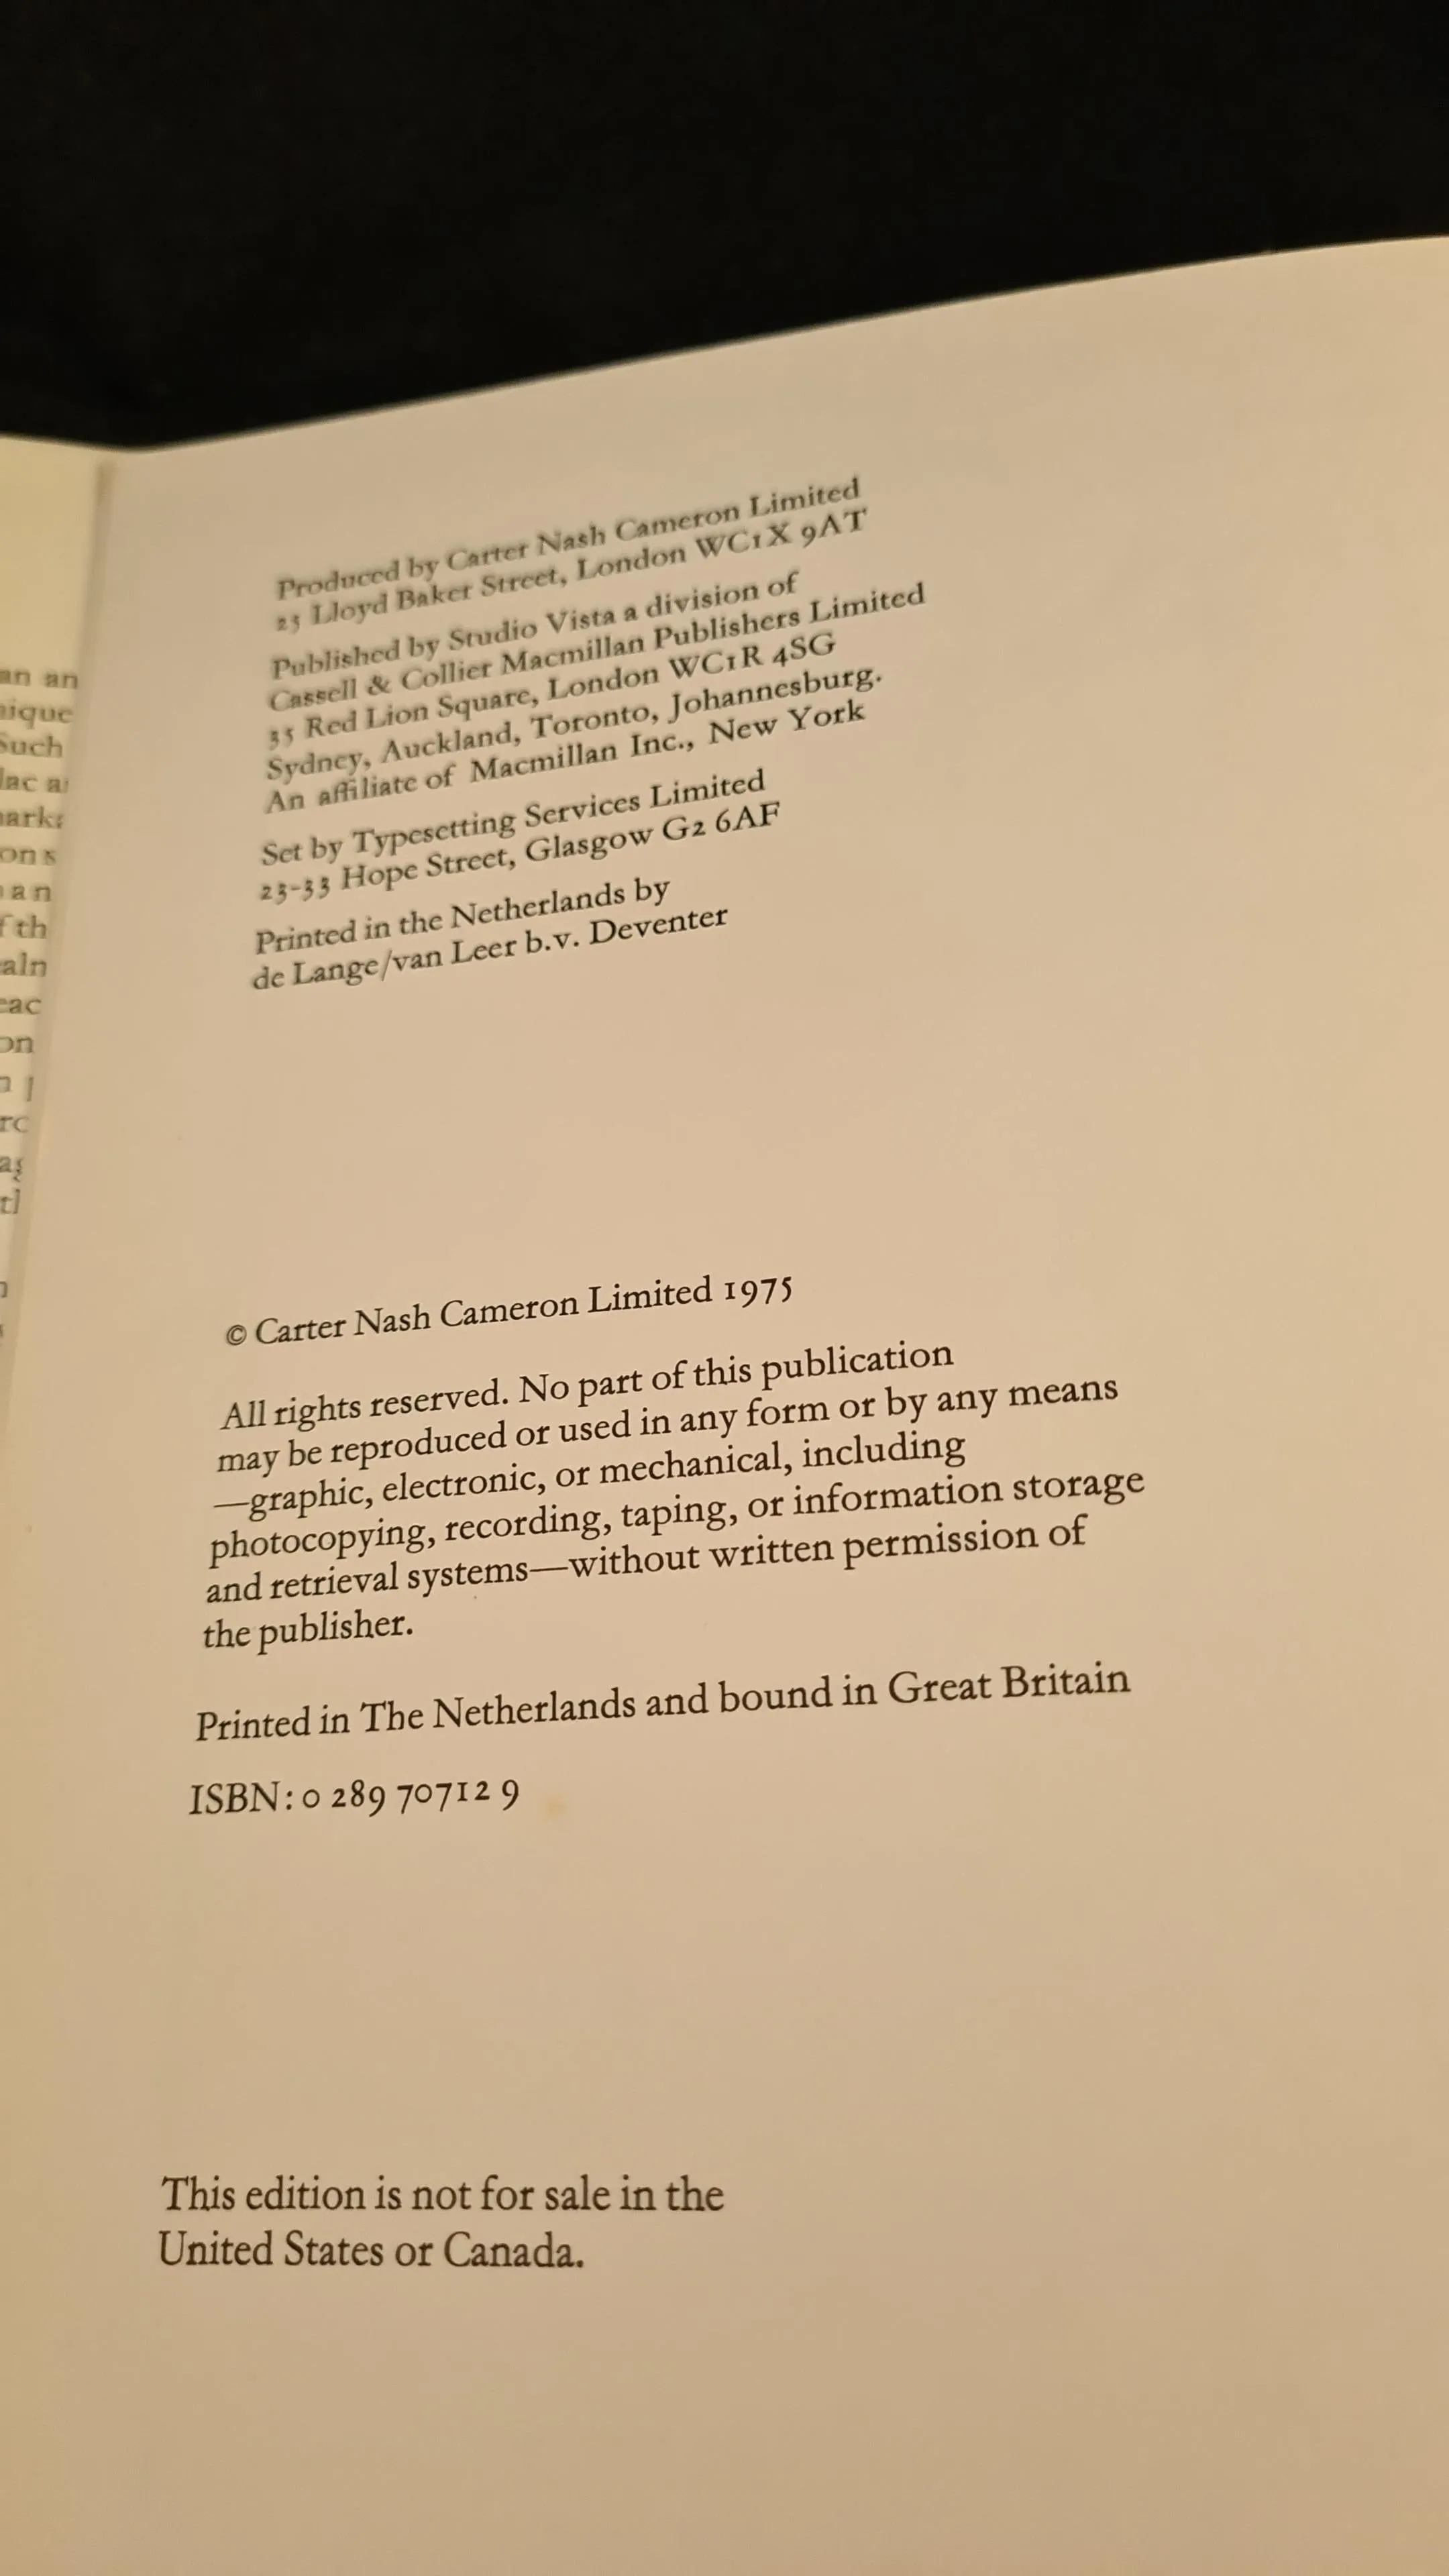 Produced by Carter Nash Cameron Limited
25 Lloyd Baker Street, London WC1X 9AT
Published by Studio Vista a division of
Cassell & Collier Macmillan Publishers Limited
35 Red Lion Square, London WC1R 4SG
Sydney, Auckland, Toronto, Johannesburg.
An affiliate of Macmillan Inc., New York
Set by Typesetting Services Limited
23-33 Hope Street, Glasgow G2 6AF
Printed in the Netherlands by
de Lange/van Leer b.v. Deventer
© Carter Nash Cameron Limited 1975
All rights reserved. No part of this publication
may be reproduced or used in any form or by any means
—graphic, electronic, or mechanical, including
photocopying, recording, taping, or information storage
and retrieval systems—without written permission of
the publisher.
Printed in The Netherlands and bound in Great Britain
ISBN: 0 289 70712 9
This edition is not for sale in the
United States or Canada.